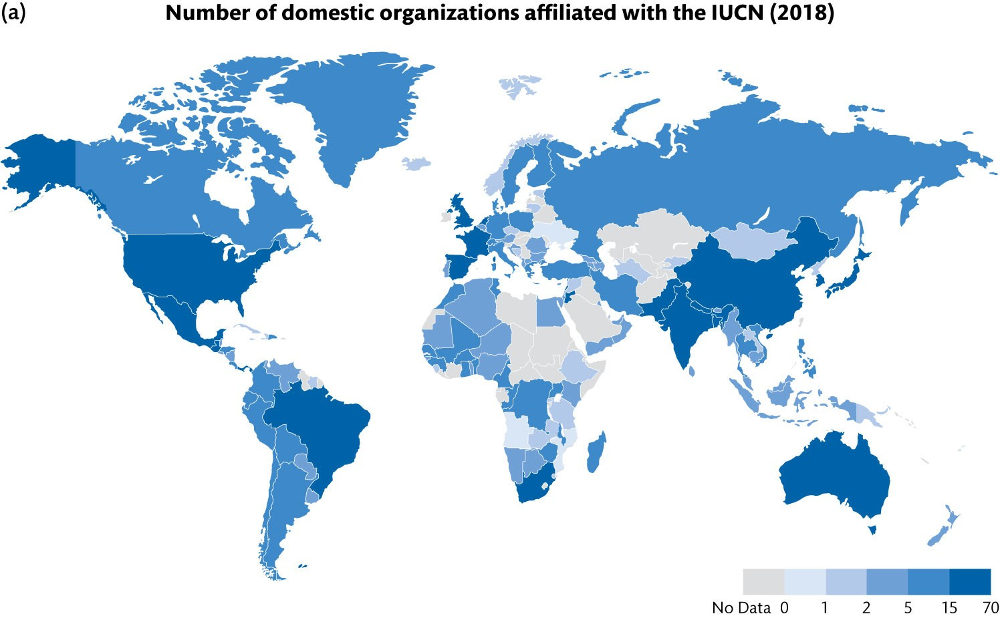 (a)
Number of domestic organizations affiliated with the IUCN (2018)
No Data 0 1 2 5 15 70